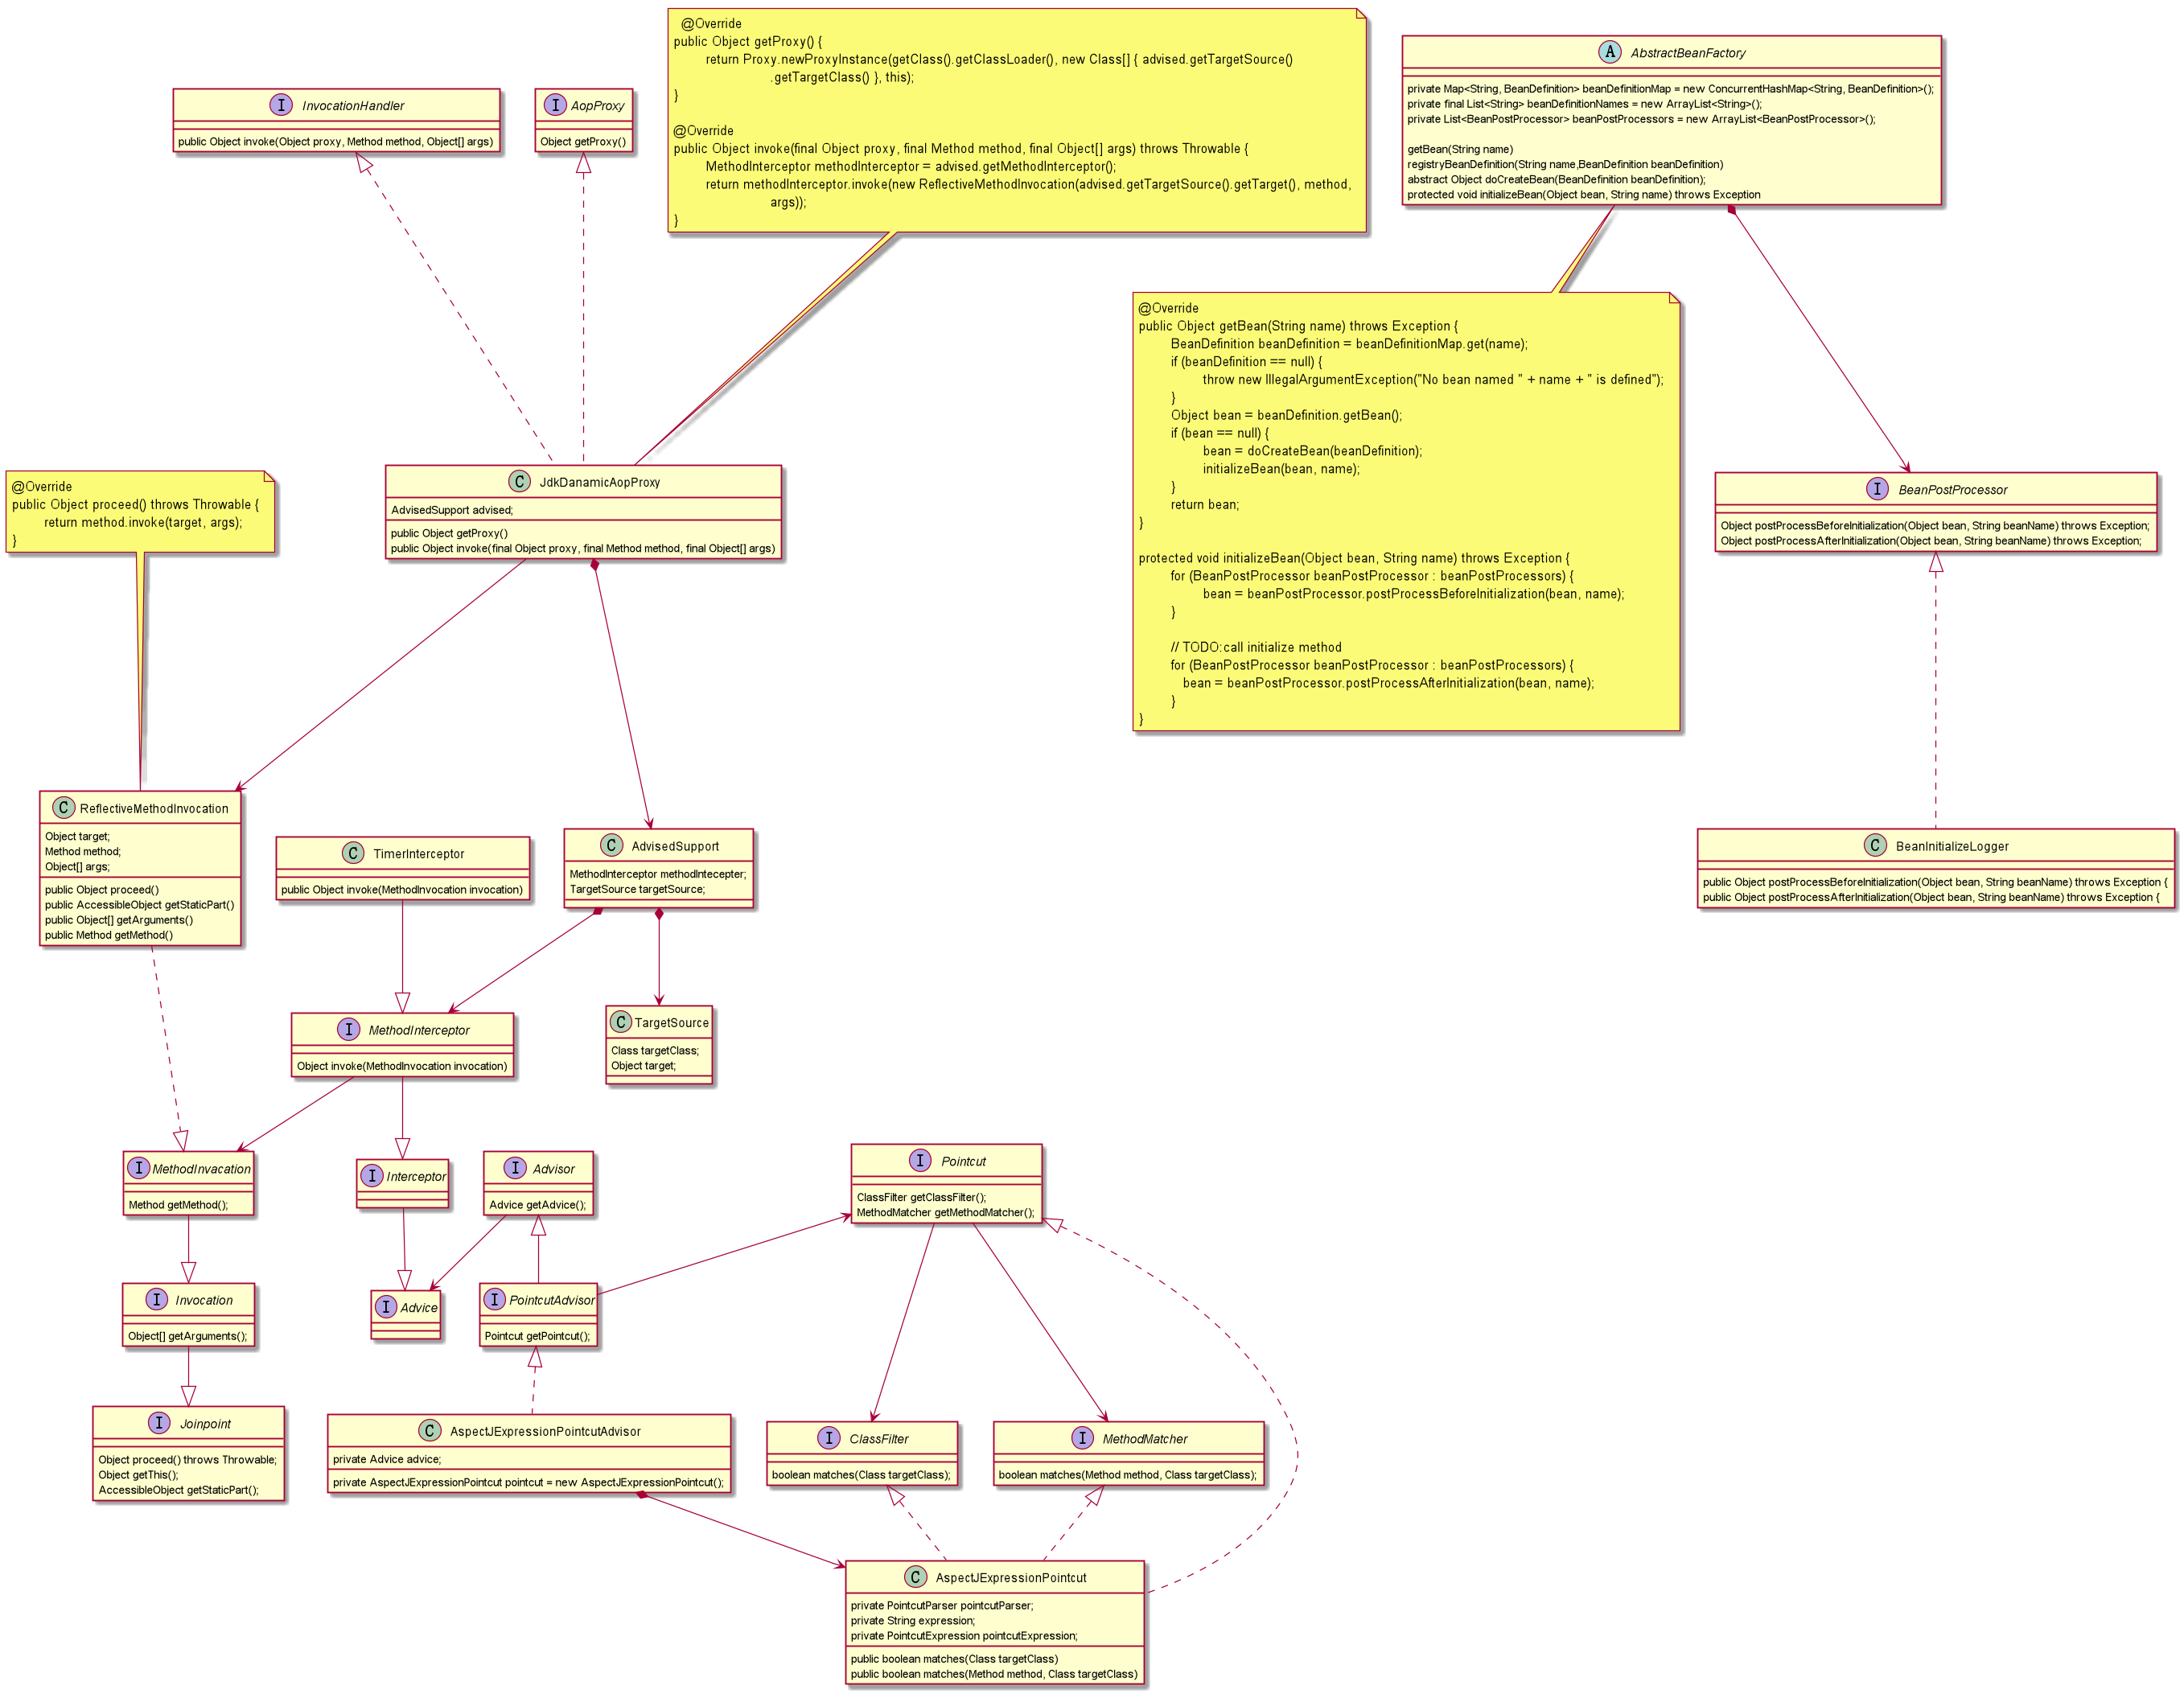 @Override
public Object getProxy() {
return Proxy.newProxyInstance(getClass().getClassLoader(), new Class[] { advised.getTargetSource()
.getTargetClass() }, this);
}
@Override
public Object invoke(final Object proxy, final Method method, final Object[] args) throws Throwable {
MethodInterceptor methodInterceptor = advised.getMethodInterceptor();
return methodInterceptor.invoke(new ReflectiveMethodInvocation(advised.getTargetSource().getTarget(), method,
args));
}
A AbstractBeanFactory
private Map<String, BeanDefinition> beanDefinitionMap = new ConcurrentHashMap<String, BeanDefinition>();
private final List<String> beanDefinitionNames = new ArrayList<String>();
private List<BeanPostProcessor> beanPostProcessors = new ArrayList<BeanPostProcessor>();
getBean(String name)
registryBeanDefinition(String name,BeanDefinition beanDefinition)
abstract Object doCreateBean(BeanDefinition beanDefinition);
protected void initializeBean(Object bean, String name) throws Exception
I InvocationHandler
public Object invoke(Object proxy, Method method, Object[] args)
I AopProxy
Object getProxy()
@Override
public Object getBean(String name) throws Exception {
BeanDefinition beanDefinition = beanDefinitionMap.get(name);
if (beanDefinition == null) {
throw new IllegalArgumentException("No bean named " + name + " is defined");
}
Object bean = beanDefinition.getBean();
if (bean == null) {
bean = doCreateBean(beanDefinition);
initializeBean(bean, name);
}
return bean;
}
protected void initializeBean(Object bean, String name) throws Exception {
for (BeanPostProcessor beanPostProcessor : beanPostProcessors) {
bean = beanPostProcessor.postProcessBeforeInitialization(bean, name);
}
// TODO:call initialize method
for (BeanPostProcessor beanPostProcessor : beanPostProcessors) {
bean = beanPostProcessor.postProcessAfterInitialization(bean, name);
}
}
@Override
public Object proceed() throws Throwable {
return method.invoke(target, args);
}
C JdkDanamicAopProxy
AdvisedSupport advised;
public Object getProxy()
public Object invoke(final Object proxy, final Method method, final Object[] args)
I BeanPostProcessor
Object postProcessBeforeInitialization(Object bean, String beanName) throws Exception;
Object postProcessAfterInitialization(Object bean, String beanName) throws Exception;
C ReflectiveMethodInvocation
Object target;
Method method;
Object[] args;
public Object proceed()
public AccessibleObject getStaticPart()
public Object[] getArguments()
public Method getMethod()
C TimerInterceptor
public Object invoke(MethodInvocation invocation)
C AdvisedSupport
MethodInterceptor methodIntecepter;
TargetSource targetSource;
C BeanInitializeLogger
public Object postProcessBeforeInitialization(Object bean, String beanName) throws Exception {
public Object postProcessAfterInitialization(Object bean, String beanName) throws Exception {
I MethodInterceptor
Object invoke(MethodInvocation invocation)
C TargetSource
Class targetClass;
Object target;
I MethodInvacation
Method getMethod();
I Interceptor
I Advisor
Advice getAdvice();
I Pointcut
ClassFilter getClassFilter();
MethodMatcher getMethodMatcher();
I Invocation
Object[] getArguments();
I Advice
I PointcutAdvisor
Pointcut getPointcut();
I Joinpoint
Object proceed() throws Throwable;
Object getThis();
AccessibleObject getStaticPart();
C AspectJExpressionPointcutAdvisor
private Advice advice;
private AspectJExpressionPointcut pointcut = new AspectJExpressionPointcut();
I ClassFilter
boolean matches(Class targetClass);
I MethodMatcher
boolean matches(Method method, Class targetClass);
C AspectJExpressionPointcut
private PointcutParser pointcutParser;
private String expression;
private PointcutExpression pointcutExpression;
public boolean matches(Class targetClass)
public boolean matches(Method method, Class targetClass)